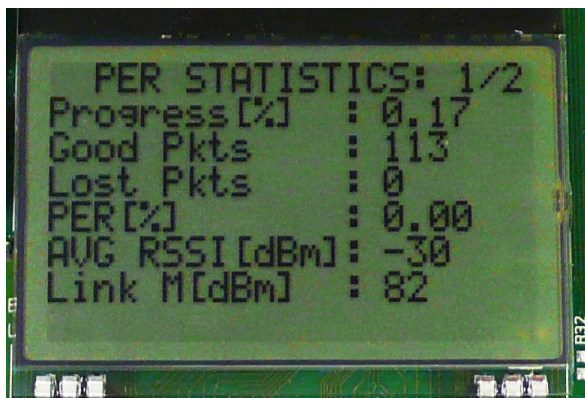 PER STATISTICS: 1/2
Progress[%] : 0.17
Good Pkts : 113
Lost Pkts : 0
PER[%] : 0.00
AVG RSSI[dBm]: -30
Link M[dBm] : 82
R32